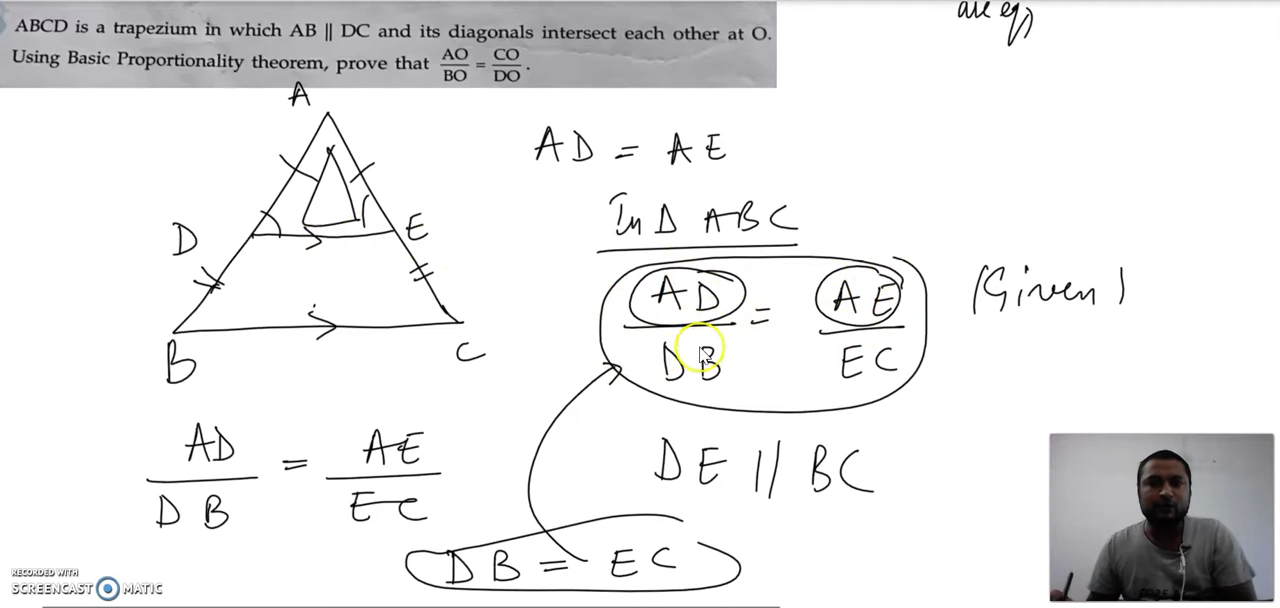 ABCD is a trapezium in which AB || DC and its diagonals intersect each other at O.
Using Basic Proportionality theorem, prove that AO/BO = CO/DO.
are eq)
A
D
E
B
C
AD = AE
In Δ ABC
AD/DB = AE/EC (Given)
DE || BC
AD/DB = AE/EC
DB = EC
RECORDED WITH
SCREENCAST MATIC